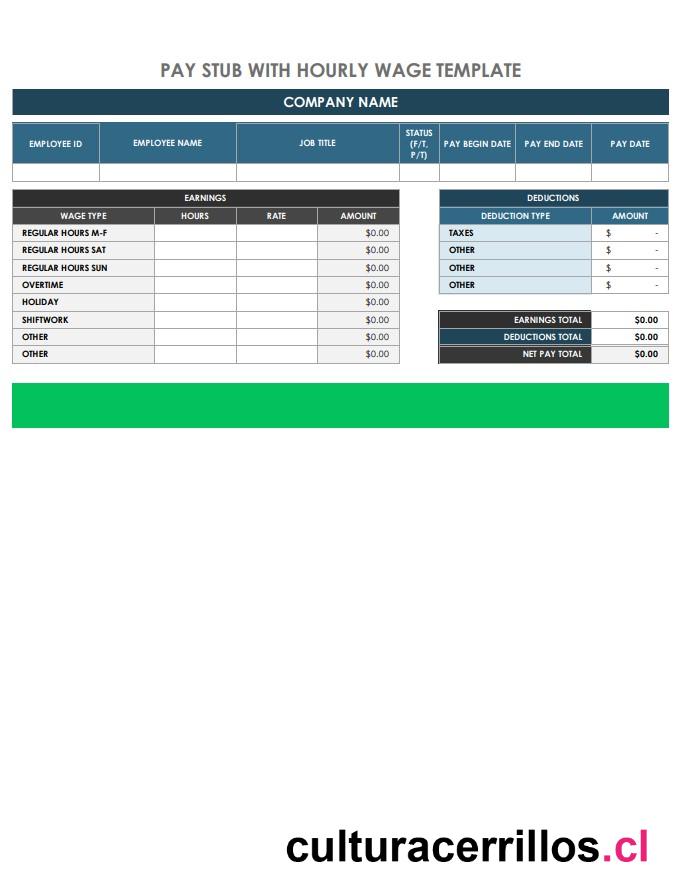 PAY STUB WITH HOURLY WAGE TEMPLATE
COMPANY NAME
EMPLOYEE ID EMPLOYEE NAME JOB TITLE STATUS (F/T, P/T) PAY BEGIN DATE PAY END DATE PAY DATE
EARNINGS
WAGE TYPE HOURS RATE AMOUNT
REGULAR HOURS M-F $0.00
REGULAR HOURS SAT $0.00
REGULAR HOURS SUN $0.00
OVERTIME $0.00
HOLIDAY $0.00
SHIFTWORK $0.00
OTHER $0.00
OTHER $0.00
DEDUCTIONS
DEDUCTION TYPE AMOUNT
TAXES $ -
OTHER $ -
OTHER $ -
OTHER $ -
EARNINGS TOTAL $0.00
DEDUCTIONS TOTAL $0.00
NET PAY TOTAL $0.00
culturacerrillos.cl